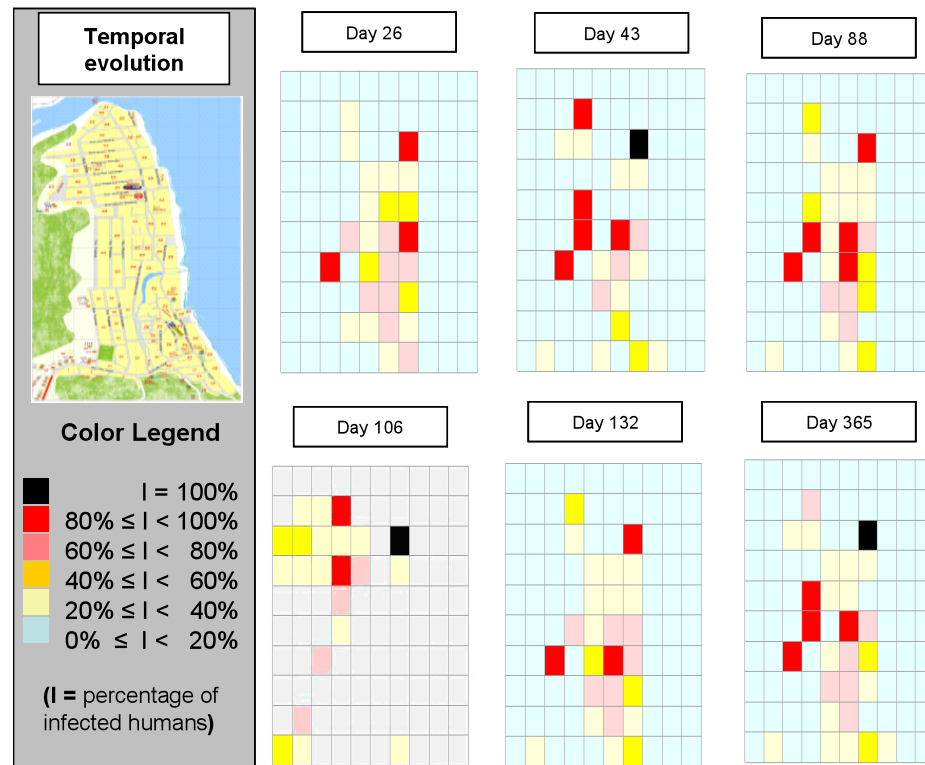 Temporal
evolution
Day 26
Day 43
Day 88
Day 106
Day 132
Day 365
Color Legend
I = 100%
80% ≤ I < 100%
60% ≤ I < 80%
40% ≤ I < 60%
20% ≤ I < 40%
0% ≤ I < 20%
(I = percentage of
infected humans)